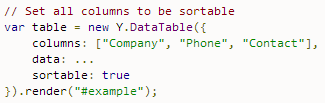 // Set all columns to be sortable
var table = new Y.DataTable({
    columns: ["Company", "Phone", "Contact"],
    data: ...
    sortable: true
}).render("#example");